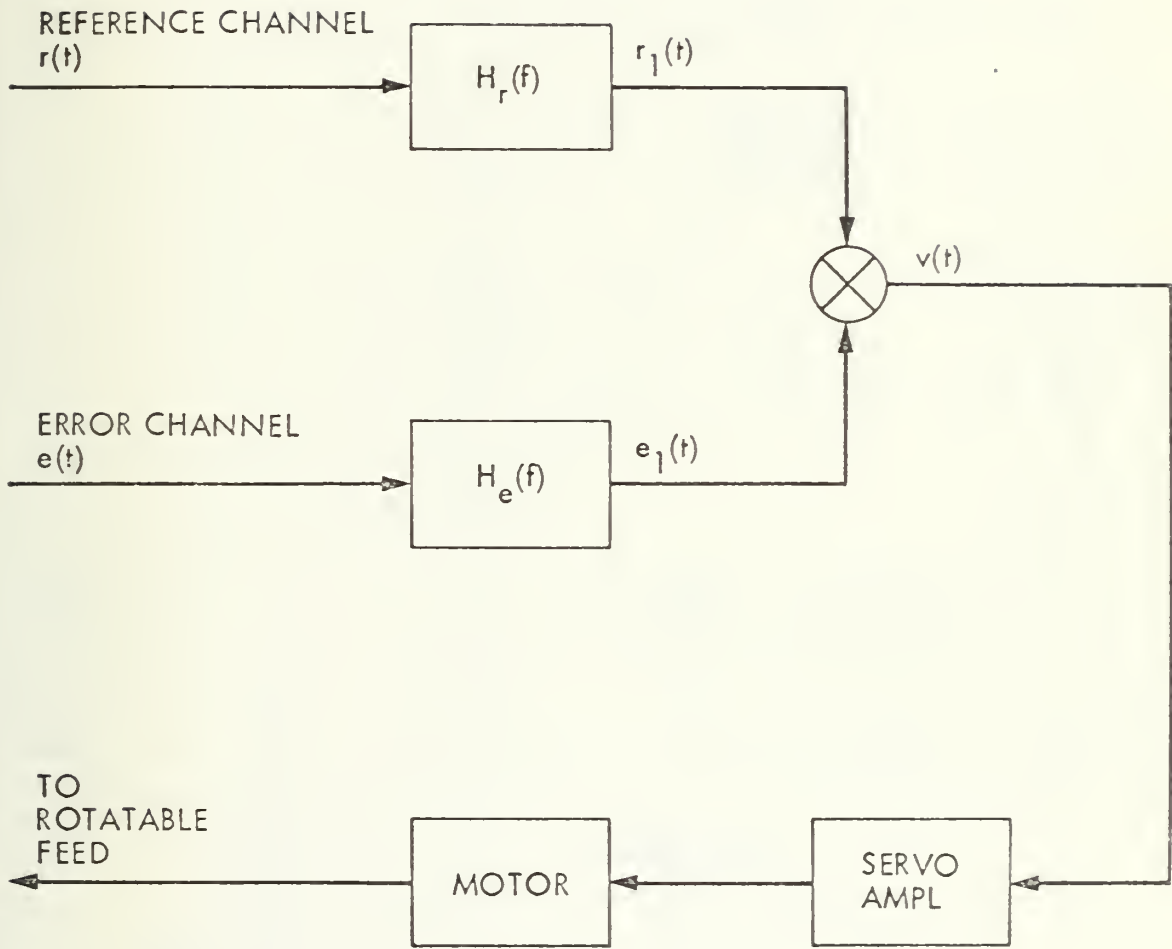 REFERENCE CHANNEL
r(t)
H_r(f)
r_1(t)
v(t)
ERROR CHANNEL
e(t)
H_e(f)
e_1(t)
TO
ROTATABLE
FEED
MOTOR
SERVO
AMPL